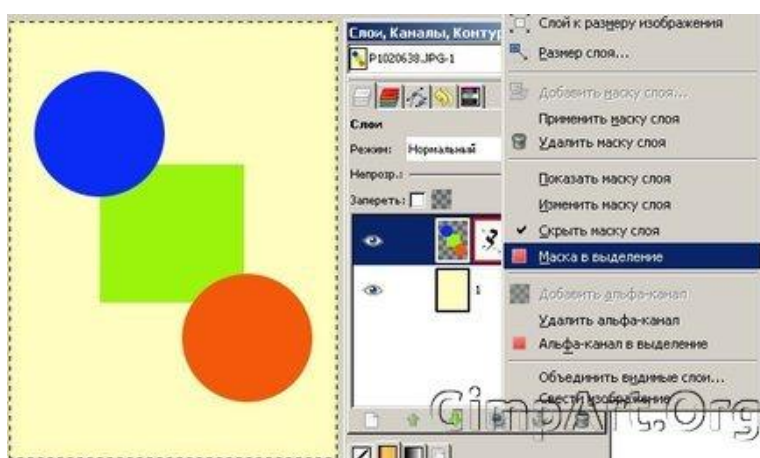 Слои, Каналы, Контур
P1020638.JPG-1
Слои
Режим: Нормальный
Непрозр.:
Запереть:
1
Слой к размеру изображения
Размер слоя...
Добавить маску слоя...
Применить маску слоя
Удалить маску слоя
Показать маску слоя
Изменить маску слоя
Скрыть маску слоя
Маска в выделение
Добавить альфа-канал
Удалить альфа-канал
Альфа-канал в выделение
Объединить видимые слои...
Свести изображение
GimpArt.Org